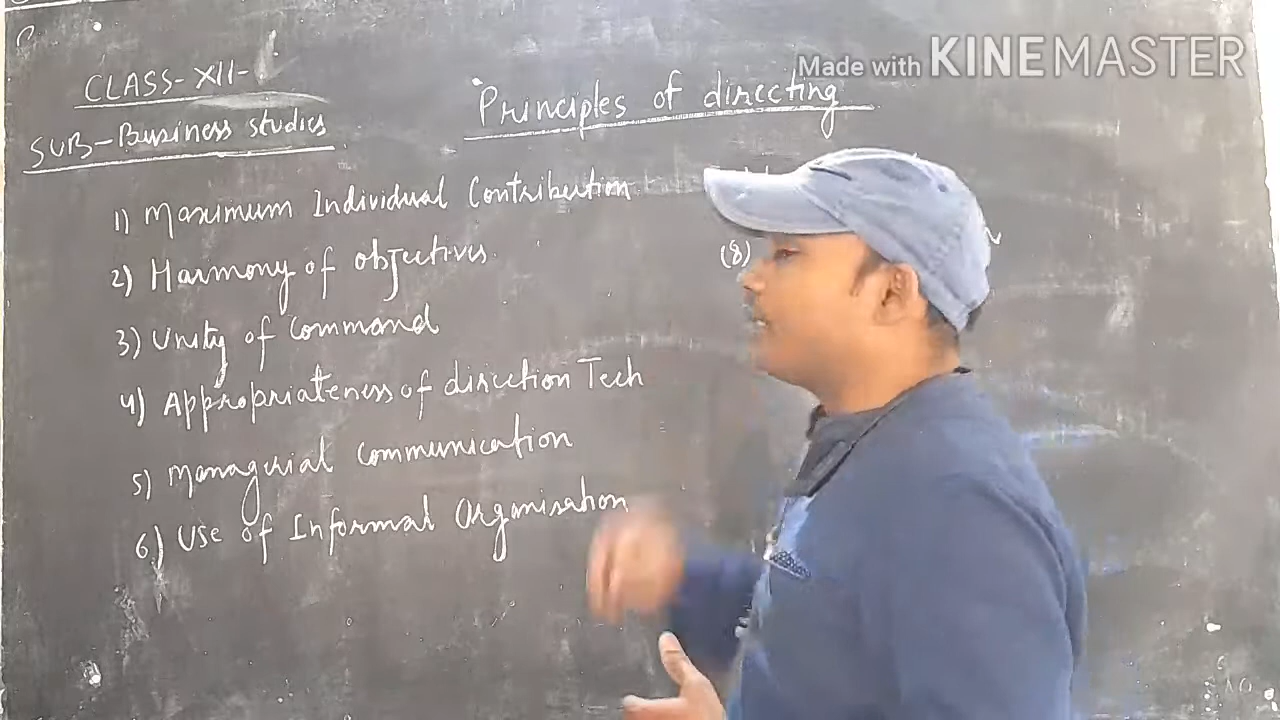 Made with KINEMASTER
CLASS-XII-
SUB-Business studies
Principles of directing
1) Maximum Individual Contribution
2) Harmony of objectives.
3) Unity of Command
4) Appropriateness of direction Tech
5) Managerial Communication
6) Use of Informal Organisation
(8)